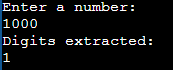 Enter a number:
1000
Digits extracted:
1